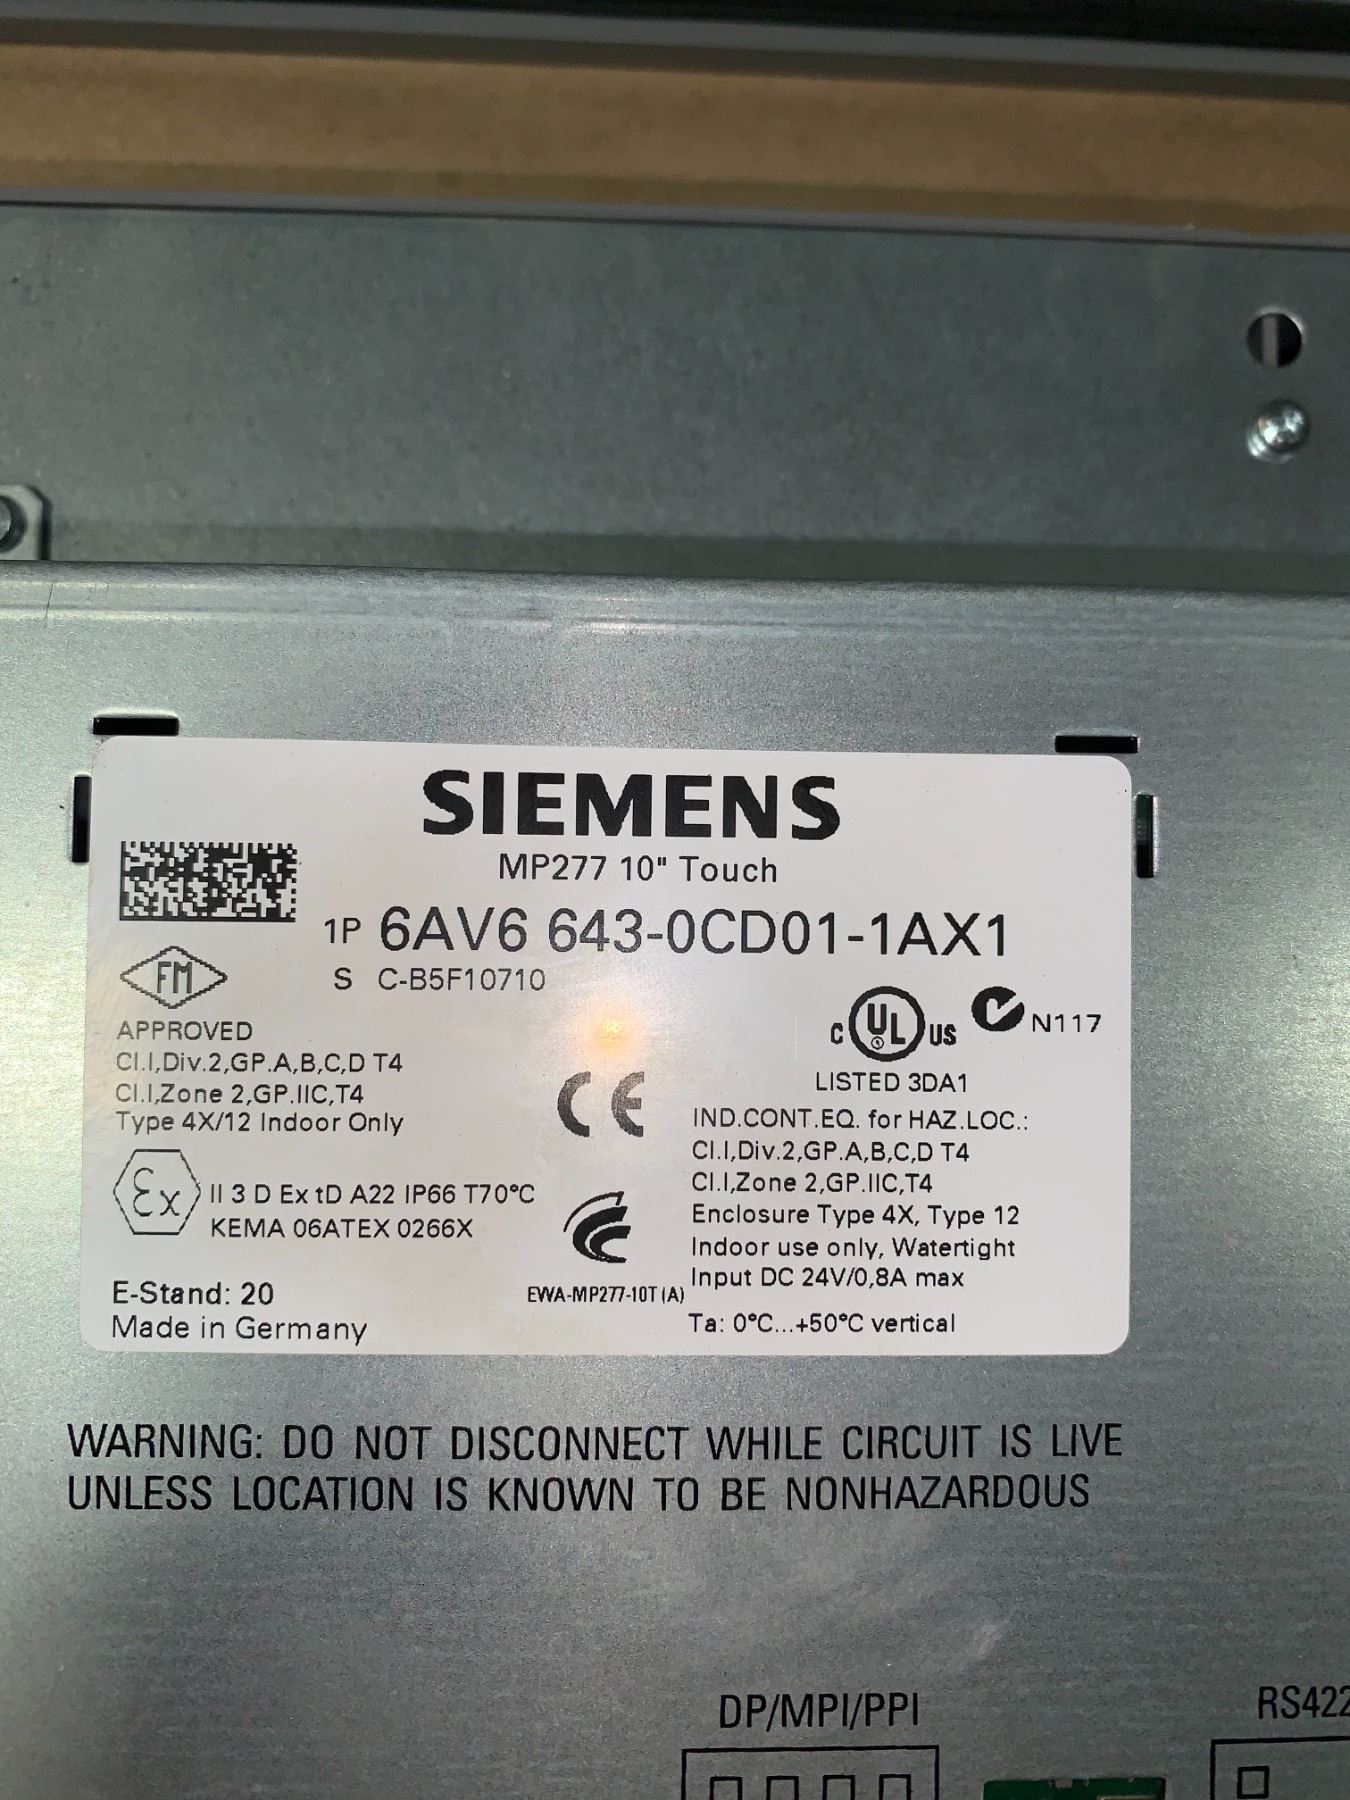 SIEMENS
MP277 10" Touch
1P 6AV6 643-0CD01-1AX1
S C-B5F10710
FM
APPROVED
Cl.I,Div.2,GP.A,B,C,D T4
Cl.I,Zone 2,GP.IIC,T4
Type 4X/12 Indoor Only
Ex II 3 D Ex tD A22 IP66 T70°C
KEMA 06ATEX 0266X
E-Stand: 20
Made in Germany
CE
EWA-MP277-10T (A)
C UL US N117
LISTED 3DA1
IND.CONT.EQ. for HAZ.LOC.:
Cl.I,Div.2,GP.A,B,C,D T4
Cl.I,Zone 2,GP.IIC,T4
Enclosure Type 4X, Type 12
Indoor use only, Watertight
Input DC 24V/0,8A max
Ta: 0°C...+50°C vertical
WARNING: DO NOT DISCONNECT WHILE CIRCUIT IS LIVE
UNLESS LOCATION IS KNOWN TO BE NONHAZARDOUS
DP/MPI/PPI
RS422